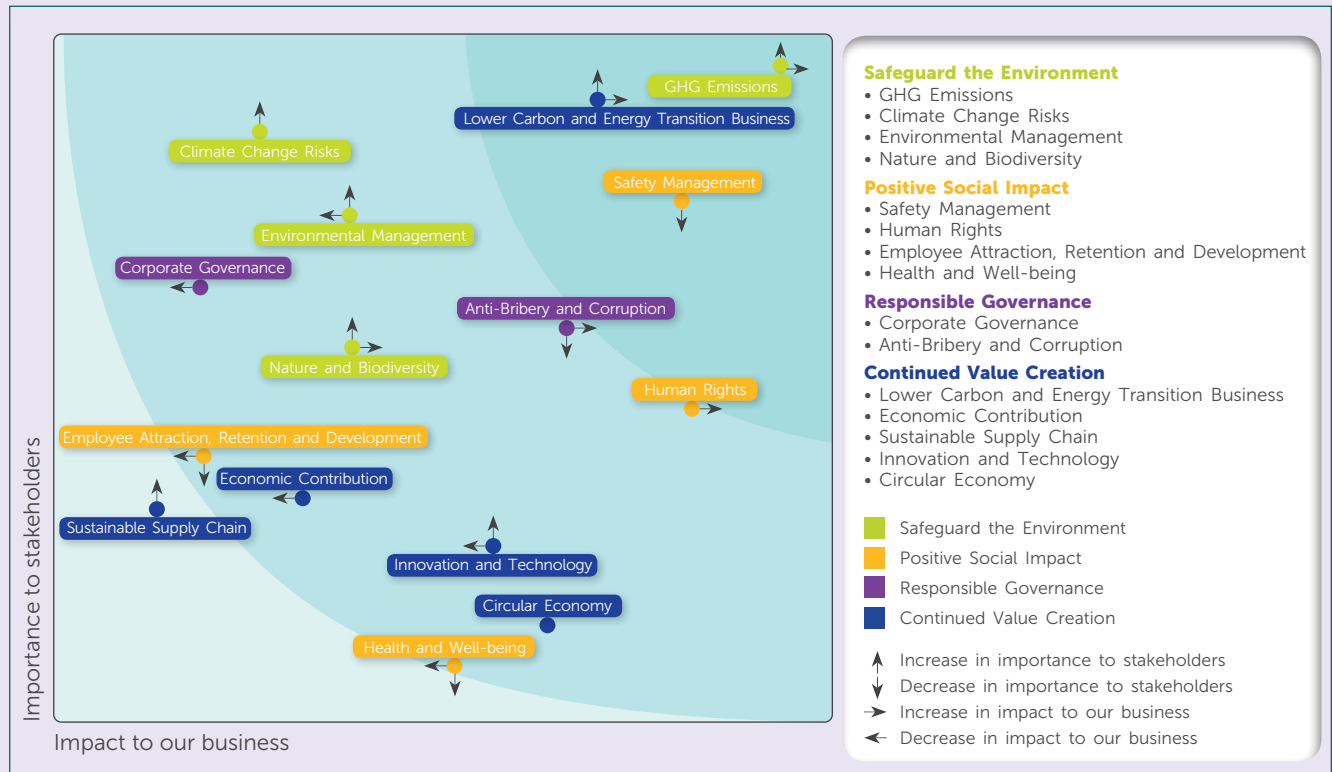 GHG Emissions
Lower Carbon and Energy Transition Business
Climate Change Risks
Safety Management
Environmental Management
Corporate Governance
Anti-Bribery and Corruption
Nature and Biodiversity
Human Rights
Employee Attraction, Retention and Development
Economic Contribution
Sustainable Supply Chain
Innovation and Technology
Circular Economy
Health and Well-being
Importance to stakeholders
Impact to our business
Safeguard the Environment
• GHG Emissions
• Climate Change Risks
• Environmental Management
• Nature and Biodiversity
Positive Social Impact
• Safety Management
• Human Rights
• Employee Attraction, Retention and Development
• Health and Well-being
Responsible Governance
• Corporate Governance
• Anti-Bribery and Corruption
Continued Value Creation
• Lower Carbon and Energy Transition Business
• Economic Contribution
• Sustainable Supply Chain
• Innovation and Technology
• Circular Economy
Safeguard the Environment
Positive Social Impact
Responsible Governance
Continued Value Creation
Increase in importance to stakeholders
Decrease in importance to stakeholders
Increase in impact to our business
Decrease in impact to our business